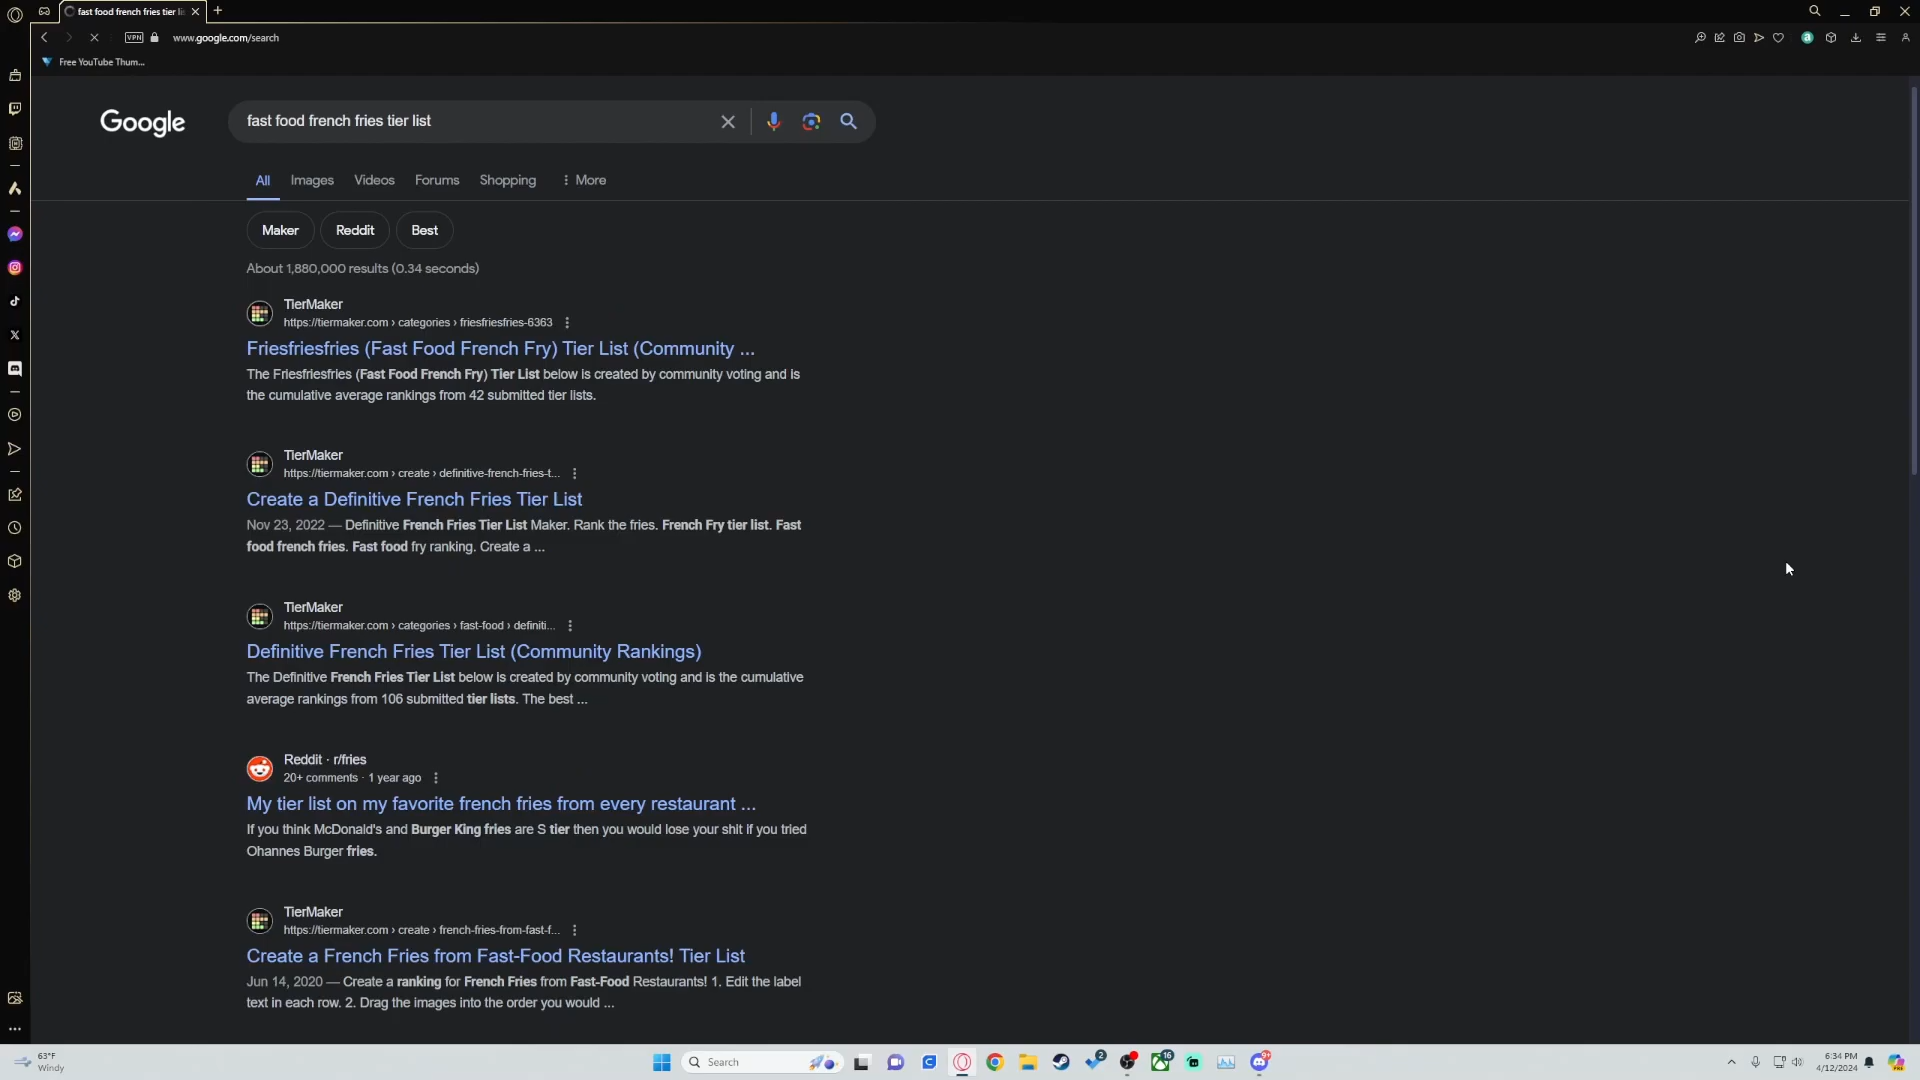 fast food french fries tier li
VPN
www.google.com/search
Free YouTube Thum...
Google
fast food french fries tier list
All Images Videos Forums Shopping More
Maker Reddit Best
About 1,880,000 results (0.34 seconds)
TierMaker
https://tiermaker.com › categories › friesfriesfries-6363
Friesfriesfries (Fast Food French Fry) Tier List (Community ...
The Friesfriesfries (Fast Food French Fry) Tier List below is created by community voting and is
the cumulative average rankings from 42 submitted tier lists.
TierMaker
https://tiermaker.com › create › definitive-french-fries-t...
Create a Definitive French Fries Tier List
Nov 23, 2022 — Definitive French Fries Tier List Maker. Rank the fries. French Fry tier list. Fast
food french fries. Fast food fry ranking. Create a ...
TierMaker
https://tiermaker.com › categories › fast-food › definiti...
Definitive French Fries Tier List (Community Rankings)
The Definitive French Fries Tier List below is created by community voting and is the cumulative
average rankings from 106 submitted tier lists. The best ...
Reddit · r/fries
20+ comments · 1 year ago
My tier list on my favorite french fries from every restaurant ...
If you think McDonald's and Burger King fries are S tier then you would lose your shit if you tried
Ohannes Burger fries.
TierMaker
https://tiermaker.com › create › french-fries-from-fast-f...
Create a French Fries from Fast-Food Restaurants! Tier List
Jun 14, 2020 — Create a ranking for French Fries from Fast-Food Restaurants! 1. Edit the label
text in each row. 2. Drag the images into the order you would ...
63°F
Windy
Search
2
16
9+
6:34 PM
4/12/2024